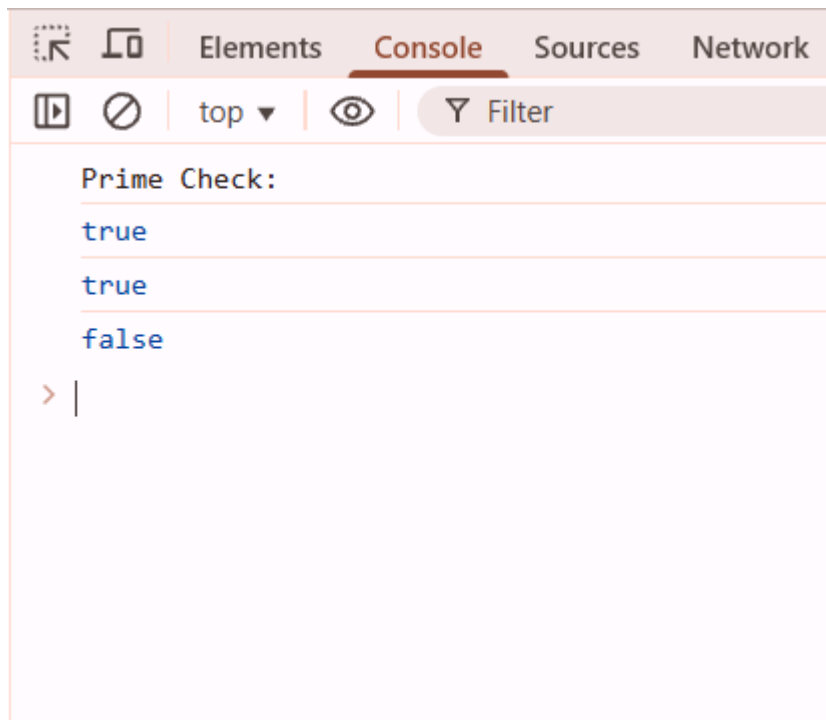 Elements Console Sources Network
top ▼ Filter
Prime Check:
true
true
false
>